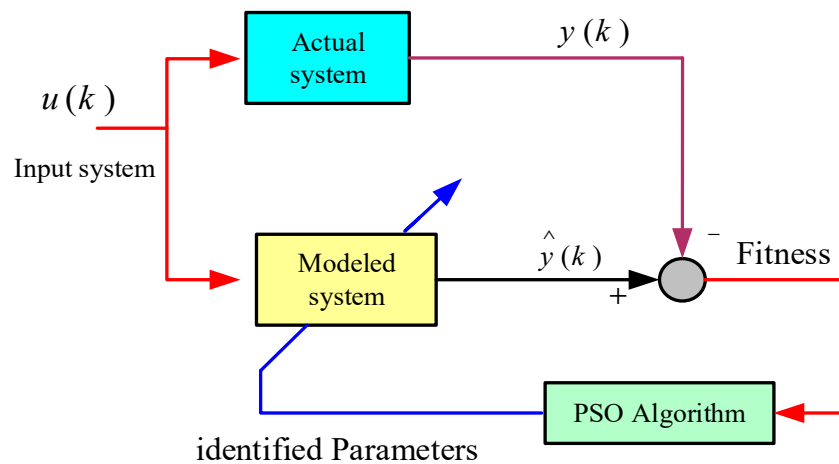 Actual
system
y(k)
u(k)
Input system
Modeled
system
ŷ(k)
−
+
Fitness
PSO Algorithm
identified Parameters